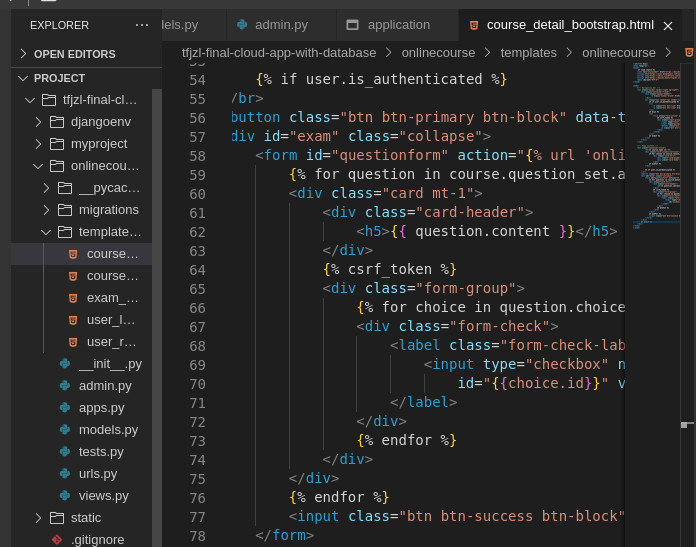 EXPLORER ···
dels.py admin.py application course_detail_bootstrap.html
tfjzl-final-cloud-app-with-database > onlinecourse > templates > onlinecourse >
OPEN EDITORS
PROJECT
tfjzl-final-cl...
djangoenv
myproject
onlinecou...
__pycac...
migrations
template...
course...
course...
exam_...
user_l...
user_r...
__init__.py
admin.py
apps.py
models.py
tests.py
urls.py
views.py
static
.gitignore
54 {% if user.is_authenticated %}
55 /br>
56 button class="btn btn-primary btn-block" data-t
57 div id="exam" class="collapse">
58 <form id="questionform" action="{% url 'onli
59 {% for question in course.question_set.a
60 <div class="card mt-1">
61 <div class="card-header">
62 <h5>{{ question.content }}</h5>
63 </div>
64 {% csrf_token %}
65 <div class="form-group">
66 {% for choice in question.choice
67 <div class="form-check">
68 <label class="form-check-lab
69 <input type="checkbox" n
70 id="{{choice.id}}" v
71 </label>
72 </div>
73 {% endfor %}
74 </div>
75 </div>
76 {% endfor %}
77 <input class="btn btn-success btn-block"
78 </form>